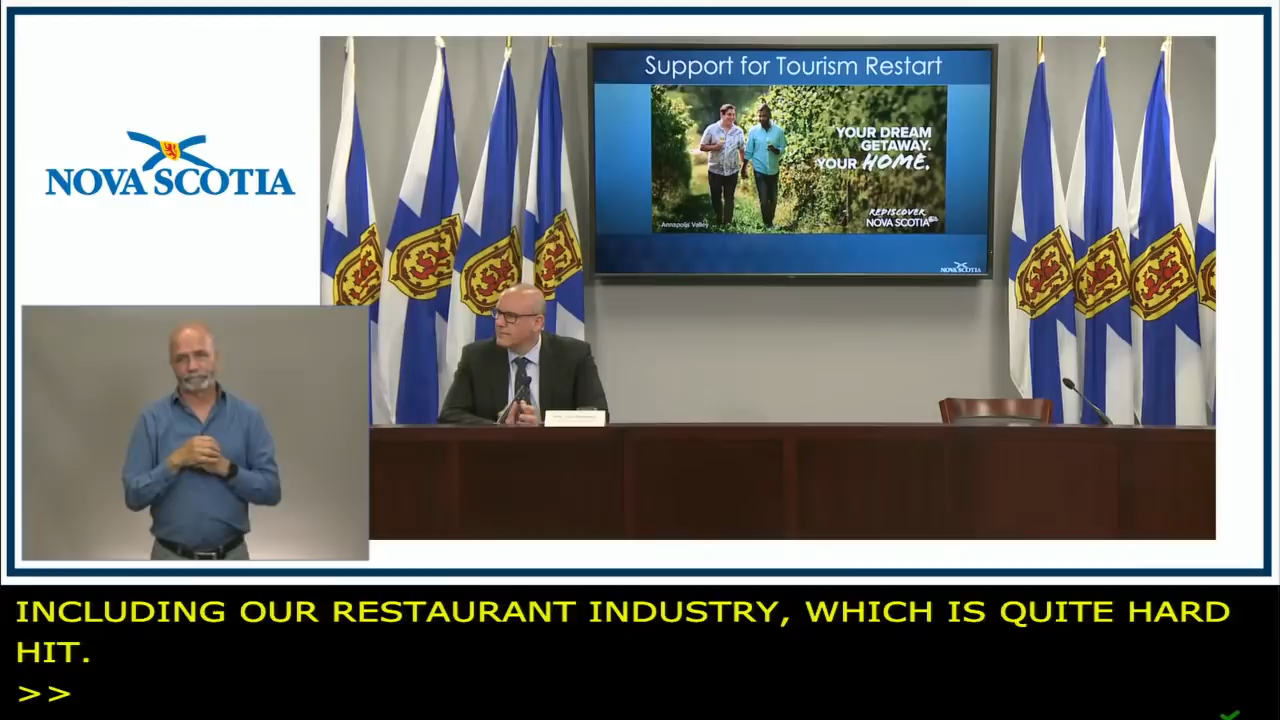 NOVA SCOTIA
Support for Tourism Restart
YOUR DREAM
GETAWAY.
YOUR HOME.
REDISCOVER
NOVA SCOTIA
Annapolis Valley
NOVA SCOTIA
INCLUDING OUR RESTAURANT INDUSTRY, WHICH IS QUITE HARD
HIT.
>>